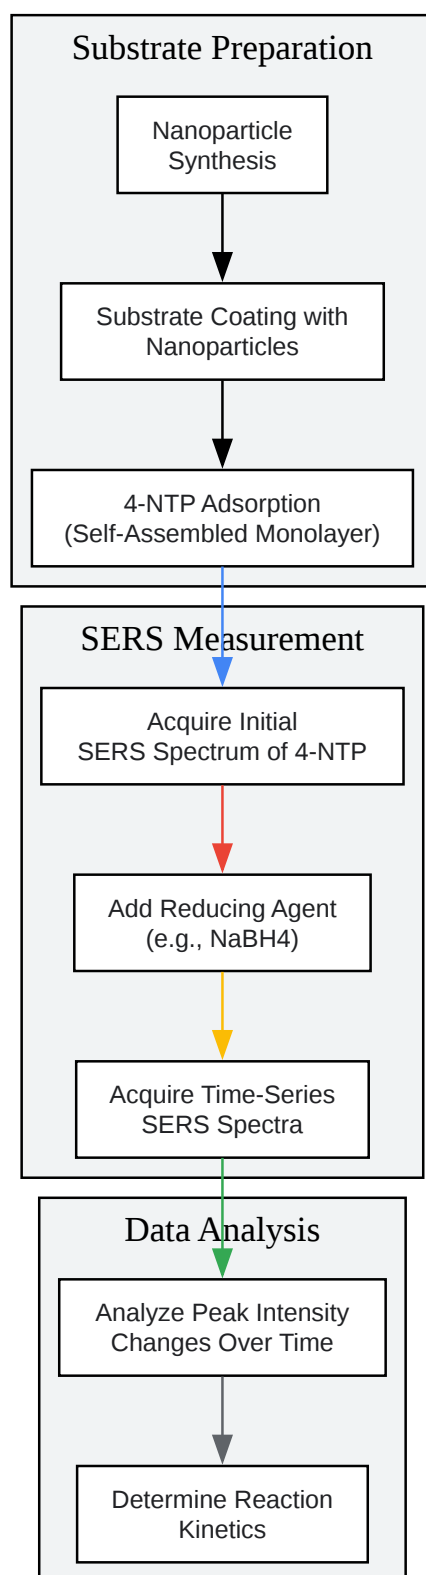 Substrate Preparation
Nanoparticle
Synthesis
Substrate Coating with
Nanoparticles
4-NTP Adsorption
(Self-Assembled Monolayer)
SERS Measurement
Acquire Initial
SERS Spectrum of 4-NTP
Add Reducing Agent
(e.g., NaBH4)
Acquire Time-Series
SERS Spectra
Data Analysis
Analyze Peak Intensity
Changes Over Time
Determine Reaction
Kinetics